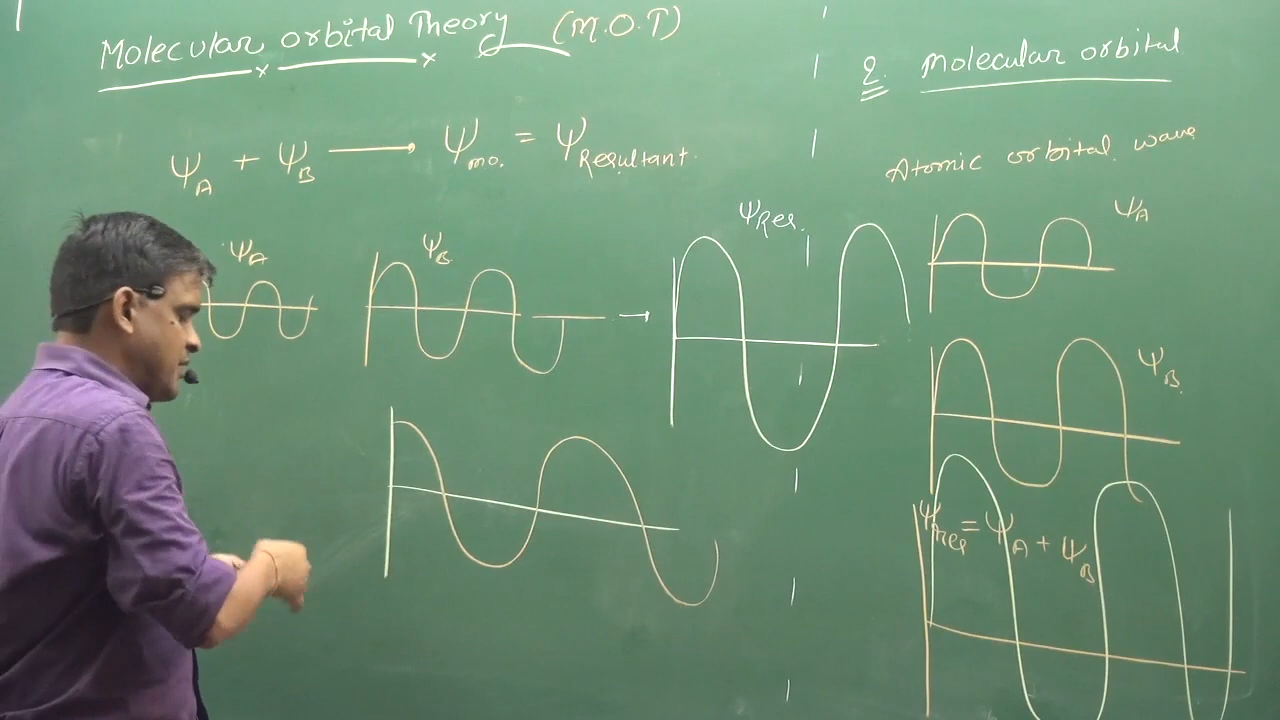 Molecular orbital Theory (M.O.T)
ψA + ψB → ψmo. = ψResultant.
ψA
ψB
ψRes.
2. Molecular orbital
Atomic orbital wave
ψA
ψB.
ψRes = ψA + ψB